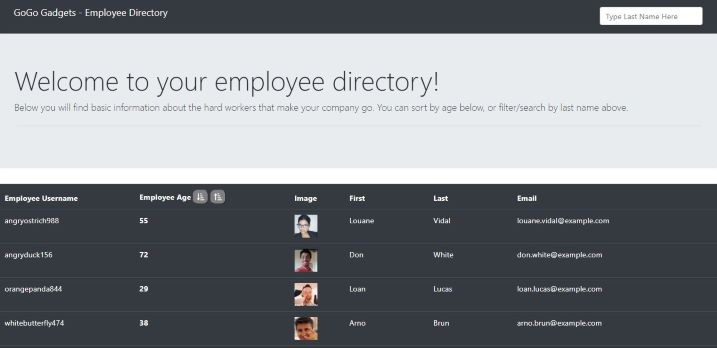 GoGo Gadgets - Employee Directory
Type Last Name Here
Welcome to your employee directory!
Below you will find basic information about the hard workers that make your company go. You can sort by age below, or filter/search by last name above.
Employee Username Employee Age Image First Last Email
angryostrich988 55 Louane Vidal louane.vidal@example.com
angryduck156 72 Don White don.white@example.com
orangepanda844 29 Loan Lucas loan.lucas@example.com
whitebutterfly474 38 Arno Brun arno.brun@example.com